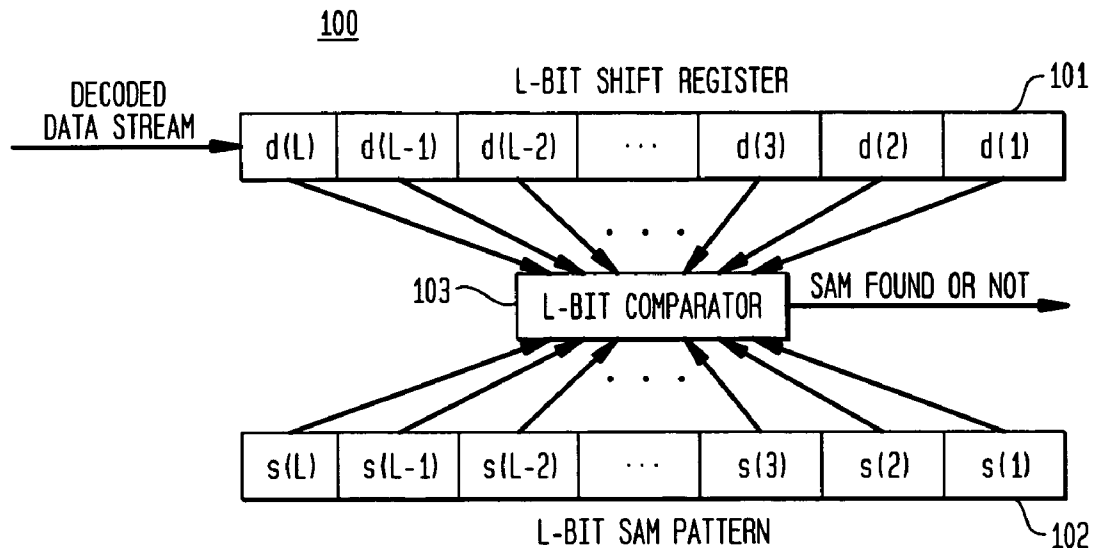 100
L-BIT SHIFT REGISTER
101
DECODED
DATA STREAM
d(L) d(L-1) d(L-2) ... d(3) d(2) d(1)
. . .
103
L-BIT COMPARATOR
SAM FOUND OR NOT
. . .
s(L) s(L-1) s(L-2) ... s(3) s(2) s(1)
L-BIT SAM PATTERN
102